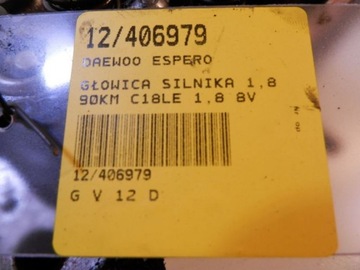 12/406979
DAEWOO ESPERO
GŁOWICA SILNIKA 1,8
90KM C18LE 1,8 8V
12/406979
G V 12 D